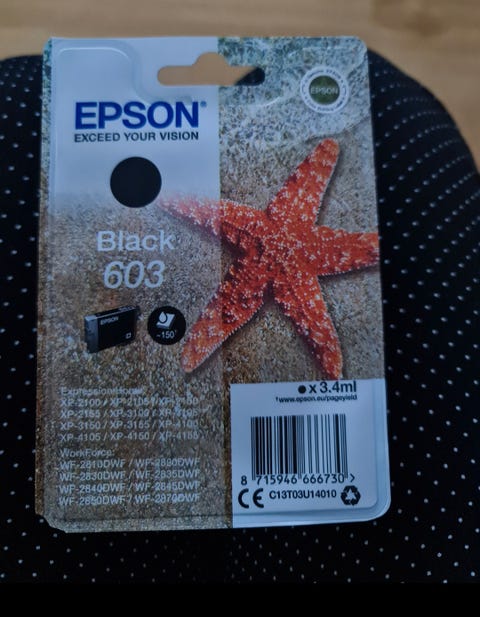 EPSON
EPSON®
EXCEED YOUR VISION
Black
603
EPSON
~150¹
Expression Home:
XP-2100 / XP-2105 / XP-2150
XP-2155 / XP-3100 / XP-3105
XP-3150 / XP-3155 / XP-4100
XP-4105 / XP-4150 / XP-4155
WorkForce:
WF-2810DWF / WF-2820DWF
WF-2830DWF / WF-2835DWF
WF-2840DWF / WF-2845DWF
WF-2850DWF / WF-2870DWF
x 3.4ml
¹www.epson.eu/pageyield
8 715946 666730 >
CE C13T03U14010